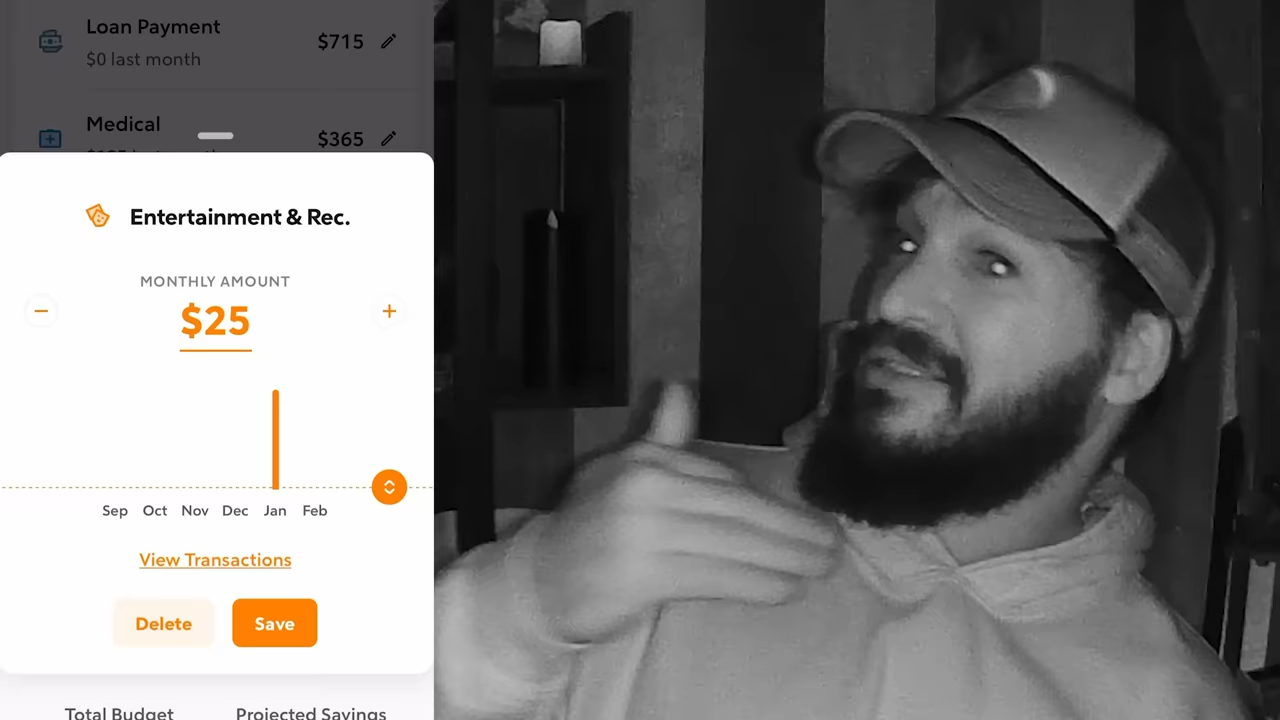 Loan Payment
$715
$0 last month
Medical
$365
Entertainment & Rec.
MONTHLY AMOUNT
$25
Sep Oct Nov Dec Jan Feb
View Transactions
Delete
Save
Total Budget
Projected Savings